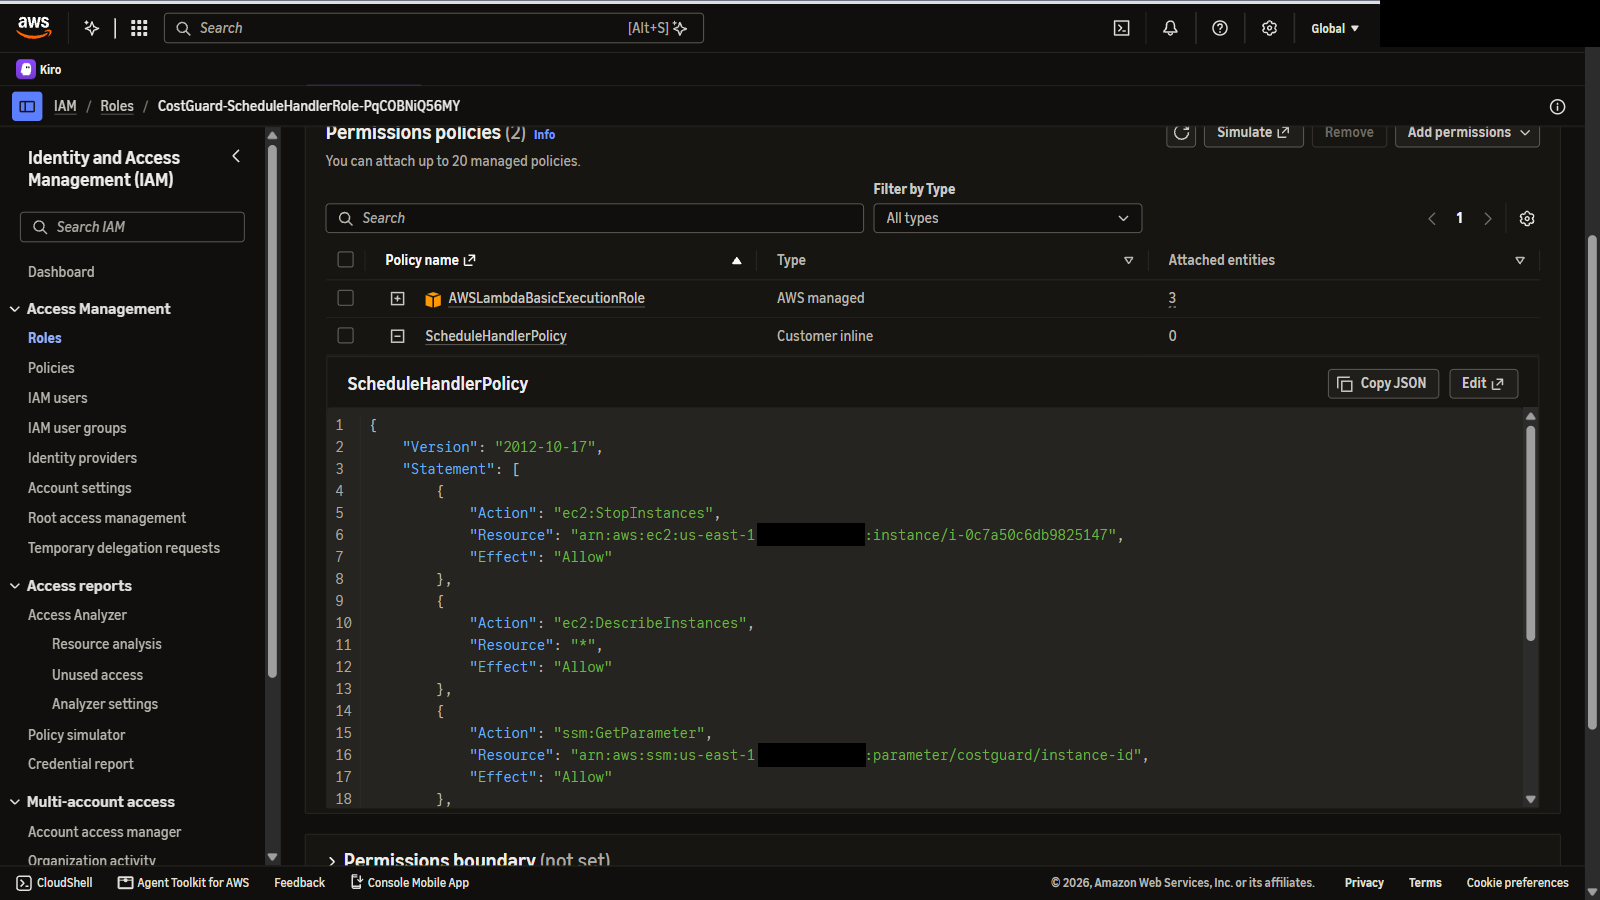 aws
Search
[Alt+S]
Global
Kiro
IAM / Roles / CostGuard-ScheduleHandlerRole-PqCOBNiQ56MY
Identity and Access
Management (IAM)
Search IAM
Dashboard
Access Management
Roles
Policies
IAM users
IAM user groups
Identity providers
Account settings
Root access management
Temporary delegation requests
Access reports
Access Analyzer
Resource analysis
Unused access
Analyzer settings
Policy simulator
Credential report
Multi-account access
Account access manager
Organization activity
Permissions policies (2) Info
Simulate
Remove
Add permissions
You can attach up to 20 managed policies.
Filter by Type
Search
All types
1
Policy name
Type
Attached entities
AWSLambdaBasicExecutionRole AWS managed 3
ScheduleHandlerPolicy Customer inline 0
ScheduleHandlerPolicy
Copy JSON
Edit
1 {
2 "Version": "2012-10-17",
3 "Statement": [
4 {
5 "Action": "ec2:StopInstances",
6 "Resource": "arn:aws:ec2:us-east-1 :instance/i-0c7a50c6db9825147",
7 "Effect": "Allow"
8 },
9 {
10 "Action": "ec2:DescribeInstances",
11 "Resource": "*",
12 "Effect": "Allow"
13 },
14 {
15 "Action": "ssm:GetParameter",
16 "Resource": "arn:aws:ssm:us-east-1 :parameter/costguard/instance-id",
17 "Effect": "Allow"
18 },
Permissions boundary (not set)
CloudShell
Agent Toolkit for AWS
Feedback
Console Mobile App
© 2026, Amazon Web Services, Inc. or its affiliates.
Privacy
Terms
Cookie preferences